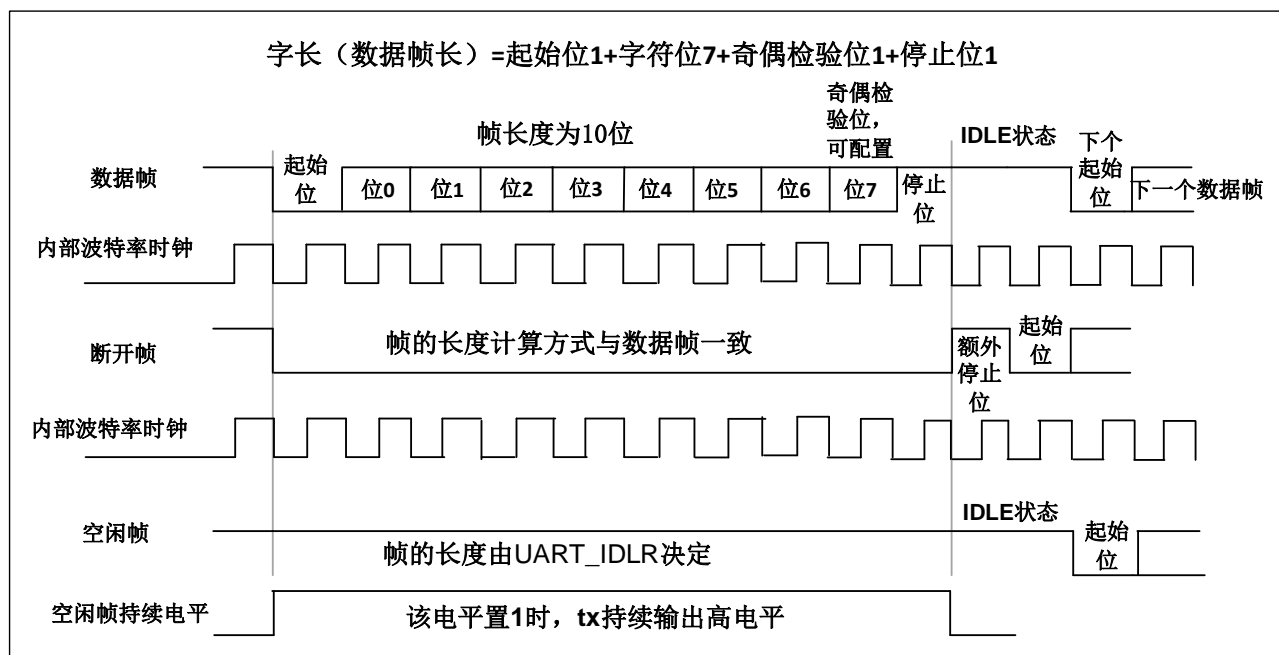 字长（数据帧长）=起始位1+字符位7+奇偶检验位1+停止位1
帧长度为10位
奇偶检
验位，
可配置
IDLE状态
数据帧
起始
位
位0
位1
位2
位3
位4
位5
位6
位7
停止
位
下个
起始
位
下一个数据帧
内部波特率时钟
断开帧
帧的长度计算方式与数据帧一致
额外
停止
位
起始
位
内部波特率时钟
空闲帧
帧的长度由UART_IDLR决定
IDLE状态
起始
位
空闲帧持续电平
该电平置1时，tx持续输出高电平